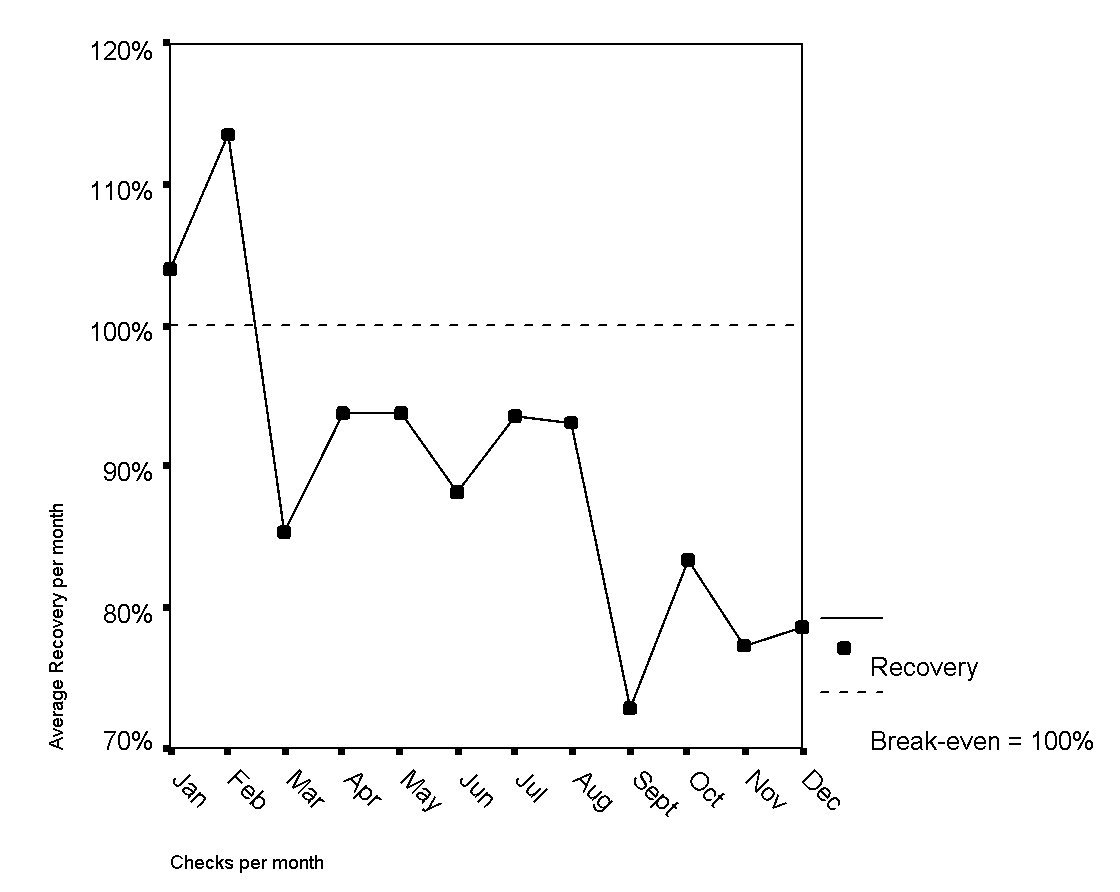 120%
110%
100%
90%
80%
70%
Average Recovery per month
Jan
Feb
Mar
Apr
May
Jun
Jul
Aug
Sept
Oct
Nov
Dec
Checks per month
Recovery
Break-even = 100%